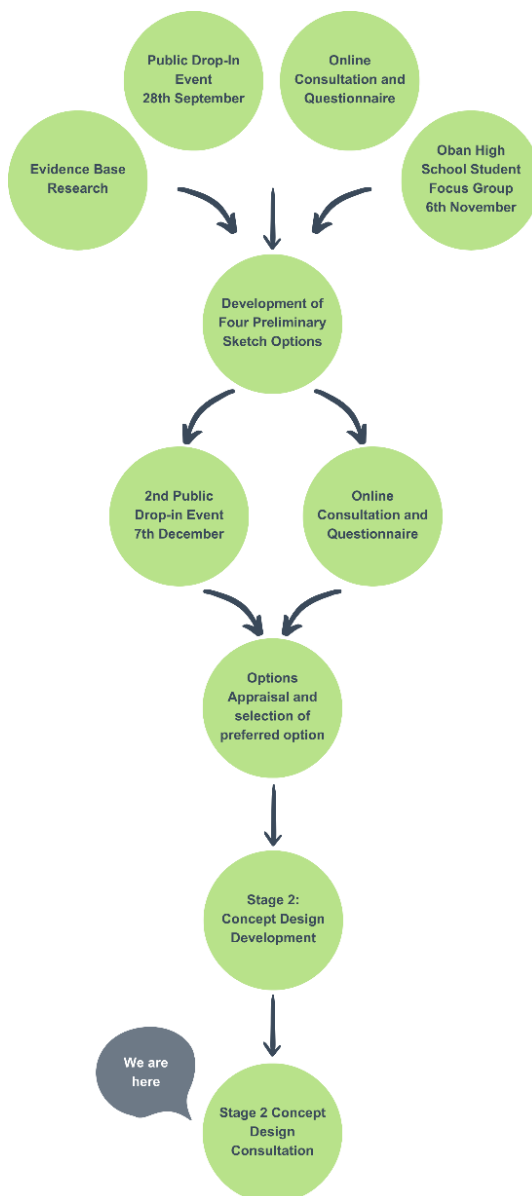 Public Drop-In
Event
28th September
Online
Consultation and
Questionnaire
Evidence Base
Research
Oban High
School Student
Focus Group
6th November
Development of
Four Preliminary
Sketch Options
2nd Public
Drop-in Event
7th December
Online
Consultation and
Questionnaire
Options
Appraisal and
selection of
preferred option
Stage 2:
Concept Design
Development
We are
here
Stage 2 Concept
Design
Consultation